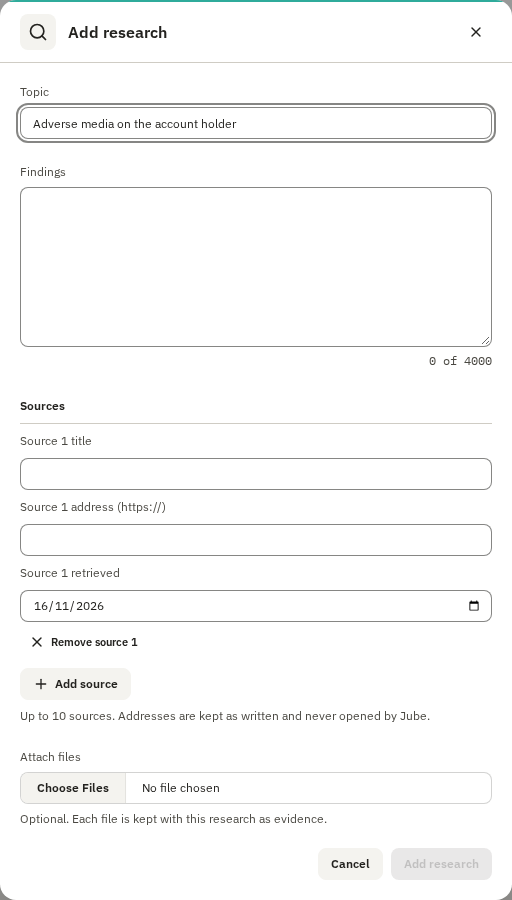 Add research
Topic
Adverse media on the account holder
Findings
0 of 4000
Sources
Source 1 title
Source 1 address (https://)
Source 1 retrieved
16/11/2026
Remove source 1
Add source
Up to 10 sources. Addresses are kept as written and never opened by Jube.
Attach files
Choose Files No file chosen
Optional. Each file is kept with this research as evidence.
Cancel Add research